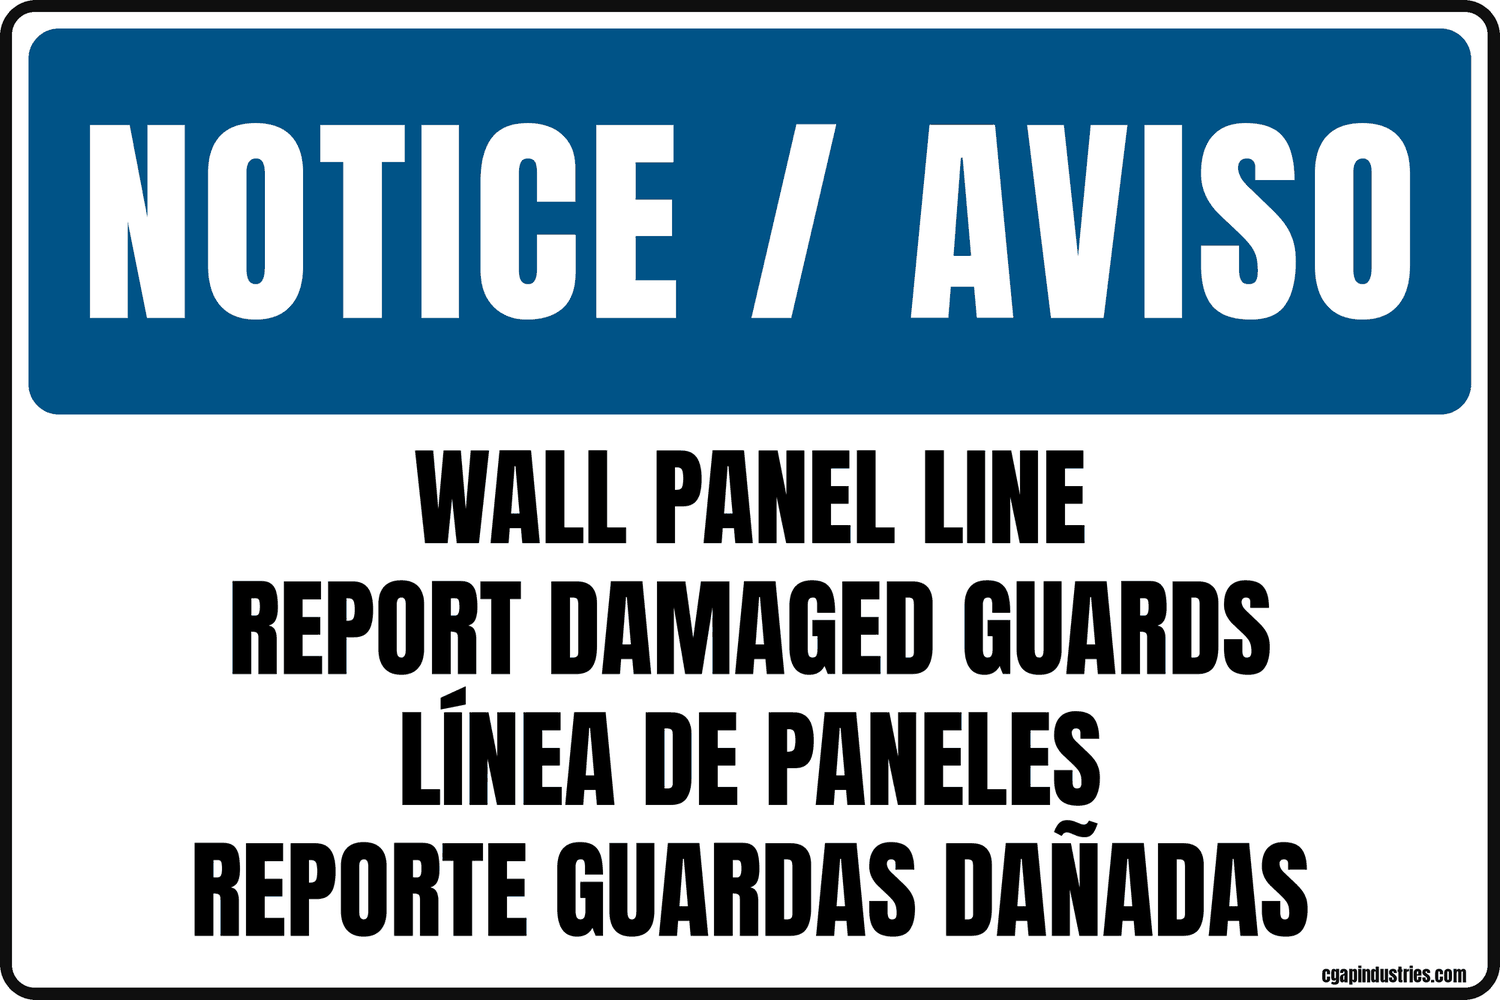 NOTICE / AVISO
WALL PANEL LINE
REPORT DAMAGED GUARDS
LÍNEA DE PANELES
REPORTE GUARDAS DAÑADAS
cgapindustries.com